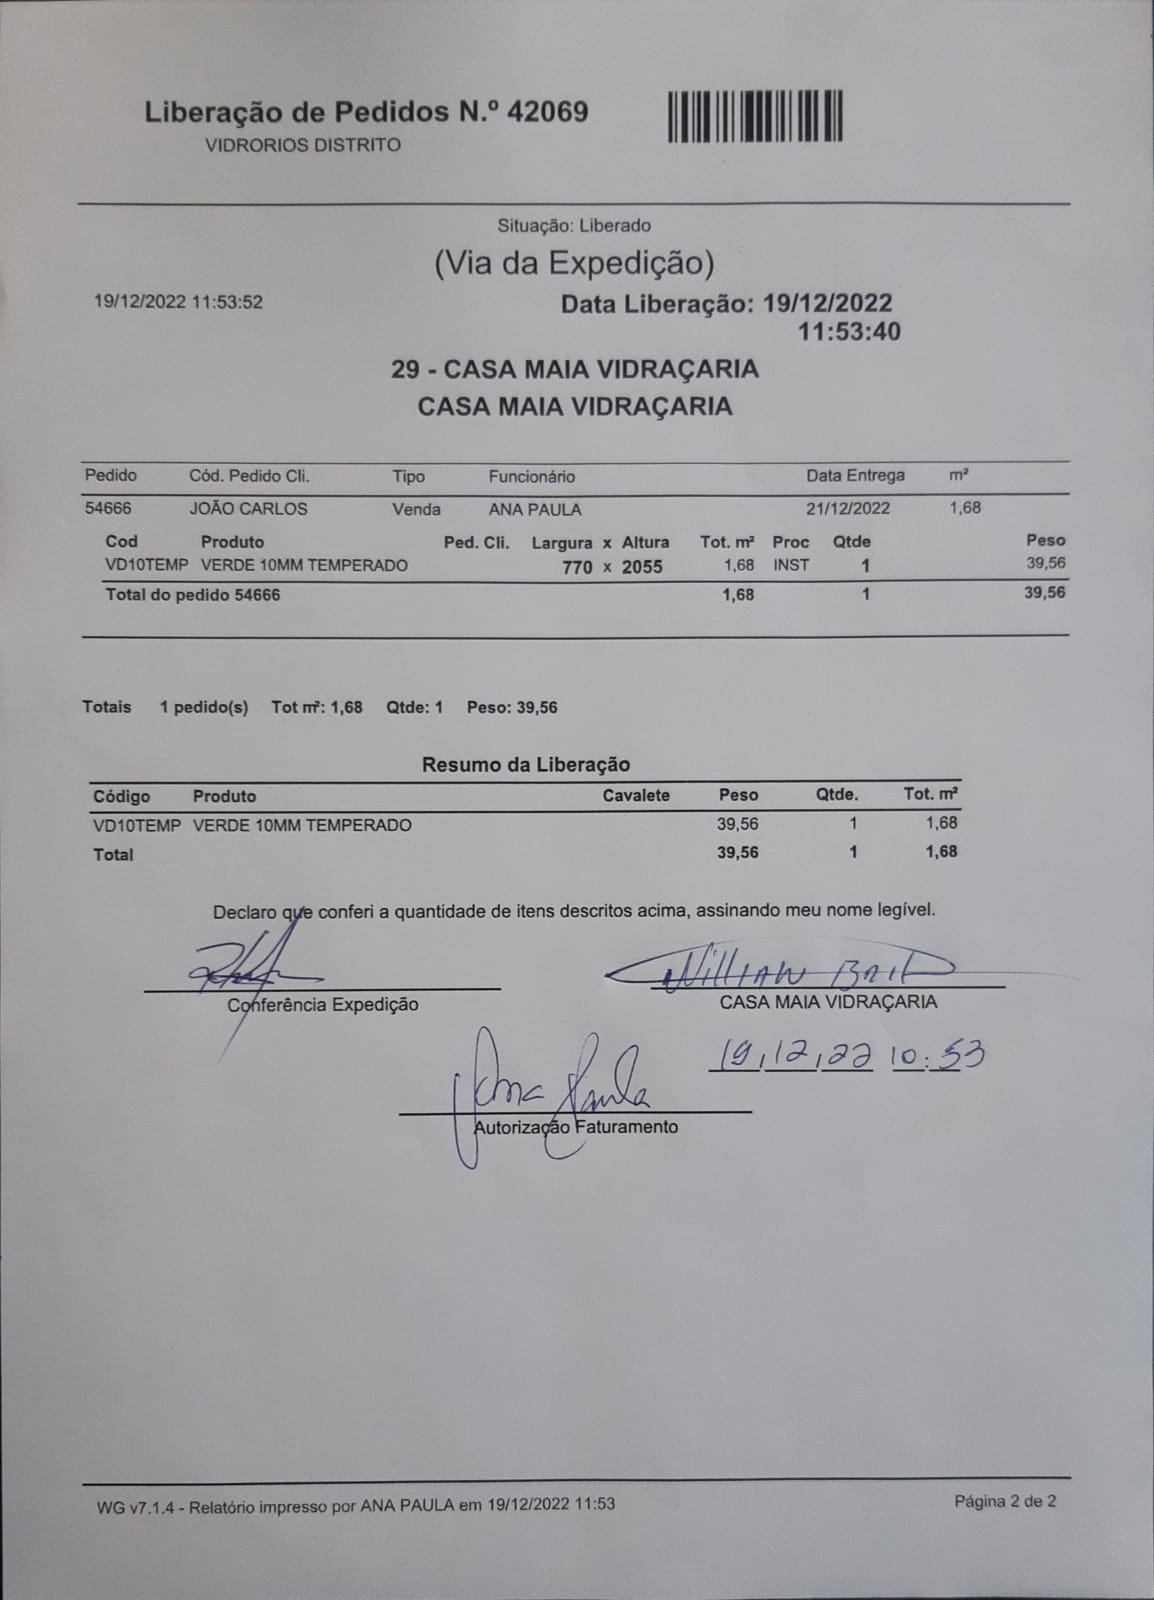 Liberação de Pedidos N.º 42069
VIDRORIOS DISTRITO
Situação: Liberado
(Via da Expedição)
19/12/2022 11:53:52 Data Liberação: 19/12/2022
11:53:40
29 - CASA MAIA VIDRAÇARIA
CASA MAIA VIDRAÇARIA
Pedido Cód. Pedido Cli. Tipo Funcionário Data Entrega m²
54666 JOÃO CARLOS Venda ANA PAULA 21/12/2022 1,68
Cod Produto Ped. Cli. Largura x Altura Tot. m² Proc Qtde Peso
VD10TEMP VERDE 10MM TEMPERADO 770 x 2055 1,68 INST 1 39,56
Total do pedido 54666 1,68 1 39,56
Totais 1 pedido(s) Tot m²: 1,68 Qtde: 1 Peso: 39,56
Resumo da Liberação
Código Produto Cavalete Peso Qtde. Tot. m²
VD10TEMP VERDE 10MM TEMPERADO 39,56 1 1,68
Total 39,56 1 1,68
Declaro que conferi a quantidade de itens descritos acima, assinando meu nome legível.
Willian
Conferência Expedição CASA MAIA VIDRAÇARIA
19,12,22 10:53
Ana Paula
Autorização Faturamento
WG v7.1.4 - Relatório impresso por ANA PAULA em 19/12/2022 11:53 Página 2 de 2